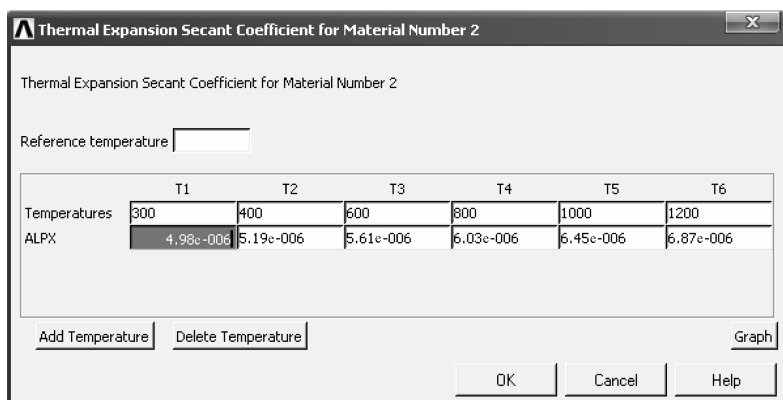 Thermal Expansion Secant Coefficient for Material Number 2
Thermal Expansion Secant Coefficient for Material Number 2
Reference temperature
T1 T2 T3 T4 T5 T6
Temperatures 300 400 600 800 1000 1200
ALPX 4.98e-006 5.19e-006 5.61e-006 6.03e-006 6.45e-006 6.87e-006
Add Temperature Delete Temperature Graph
OK Cancel Help